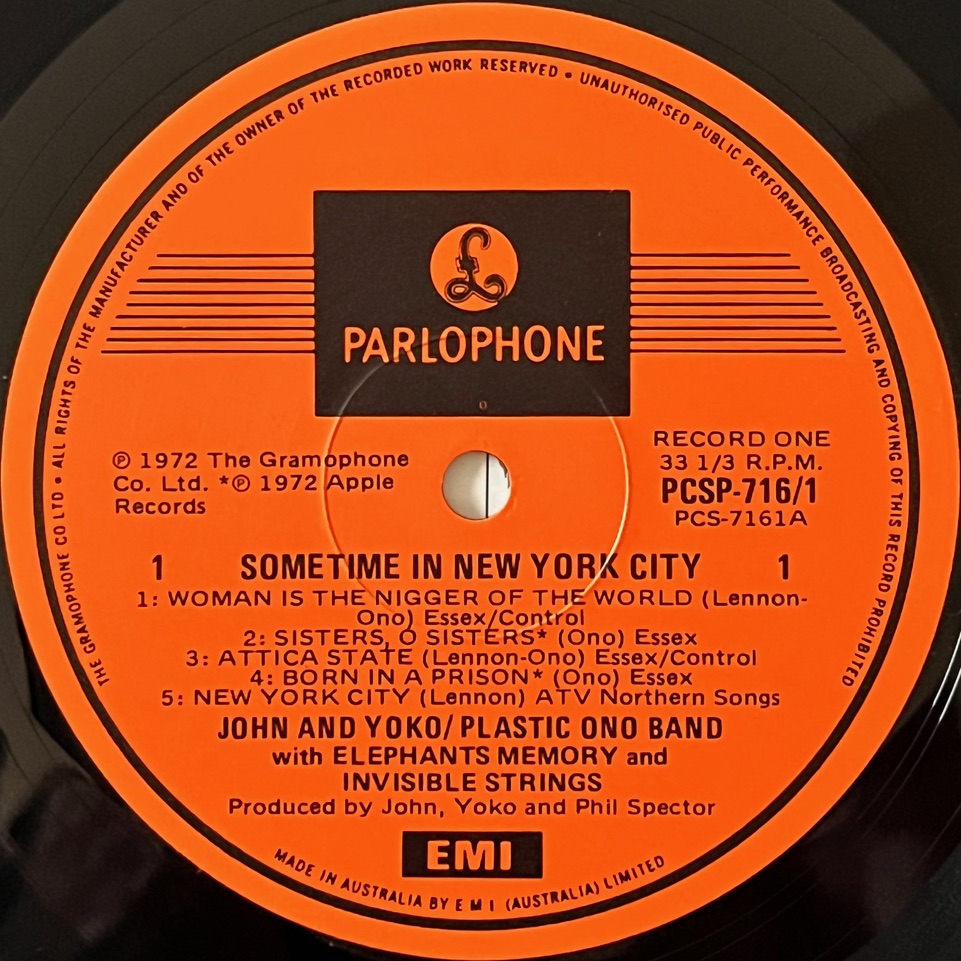 THE GRAMOPHONE CO LTD • ALL RIGHTS OF THE MANUFACTURER AND OF THE OWNER OF THE RECORDED WORK RESERVED • UNAUTHORISED PUBLIC PERFORMANCE BROADCASTING AND COPYING OF THIS RECORD PROHIBITED
£
PARLOPHONE
℗ 1972 The Gramophone
Co. Ltd. *℗ 1972 Apple
Records
RECORD ONE
33 1/3 R.P.M.
PCSP-716/1
PCS-7161A
1 SOMETIME IN NEW YORK CITY 1
1: WOMAN IS THE NIGGER OF THE WORLD (Lennon-
Ono) Essex/Control
2: SISTERS, O SISTERS* (Ono) Essex
3: ATTICA STATE (Lennon-Ono) Essex/Control
4: BORN IN A PRISON* (Ono) Essex
5: NEW YORK CITY (Lennon) ATV Northern Songs
JOHN AND YOKO/PLASTIC ONO BAND
with ELEPHANTS MEMORY and
INVISIBLE STRINGS
Produced by John, Yoko and Phil Spector
EMI
MADE IN AUSTRALIA BY E M I (AUSTRALIA) LIMITED